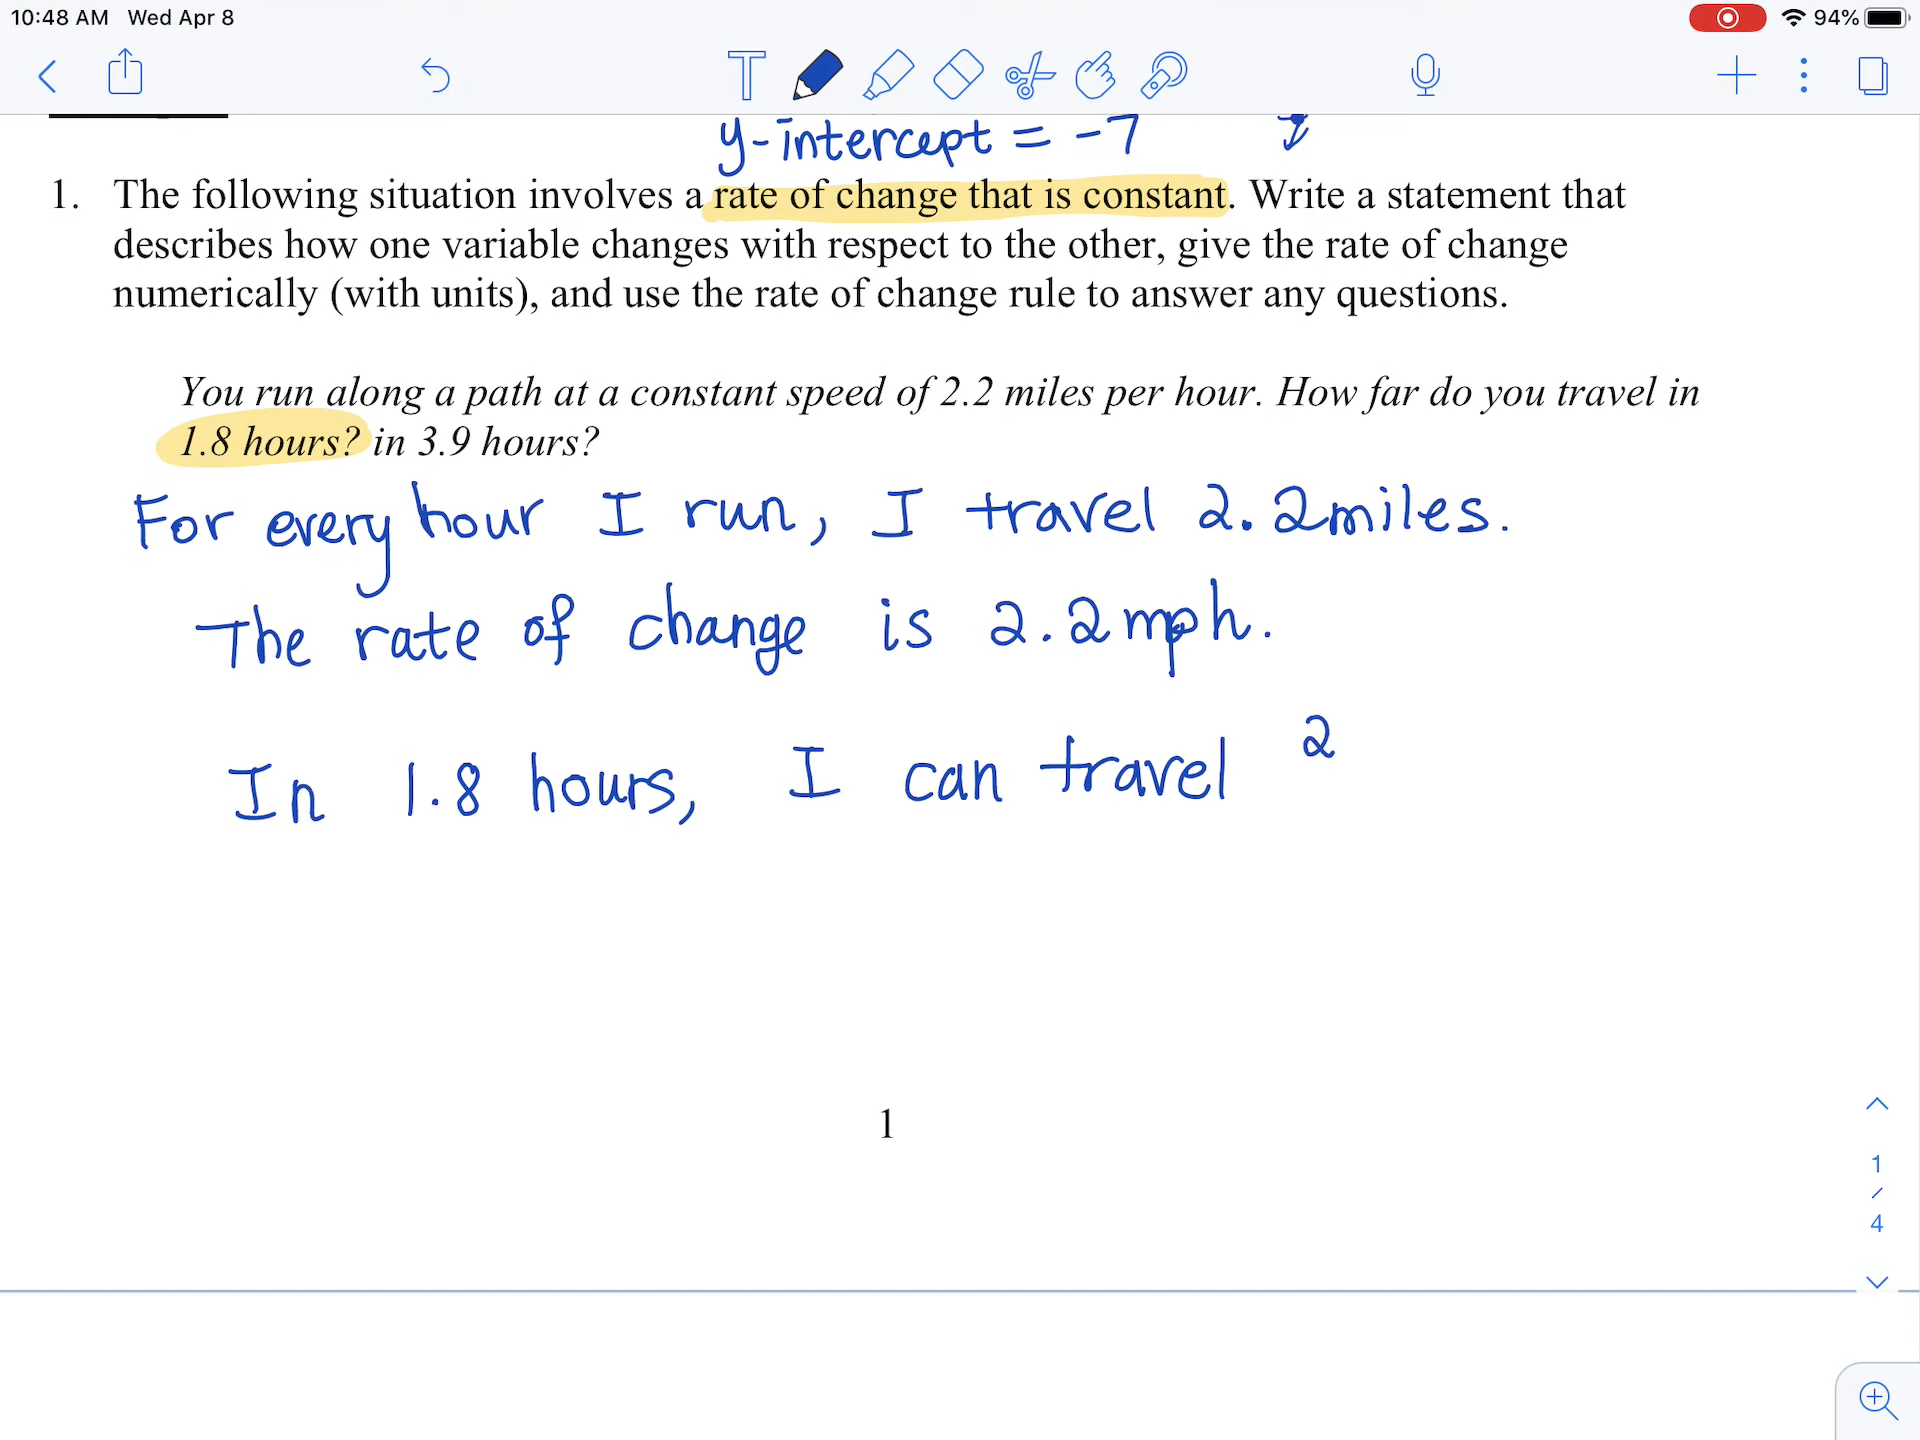 10:48 AM Wed Apr 8
94%
T
y-intercept = -7
1. The following situation involves a rate of change that is constant. Write a statement that
describes how one variable changes with respect to the other, give the rate of change
numerically (with units), and use the rate of change rule to answer any questions.
You run along a path at a constant speed of 2.2 miles per hour. How far do you travel in
1.8 hours? in 3.9 hours?
For every hour I run, I travel 2.2 miles.
The rate of change is 2.2 mph.
In 1.8 hours, I can travel 2
1
1
/
4